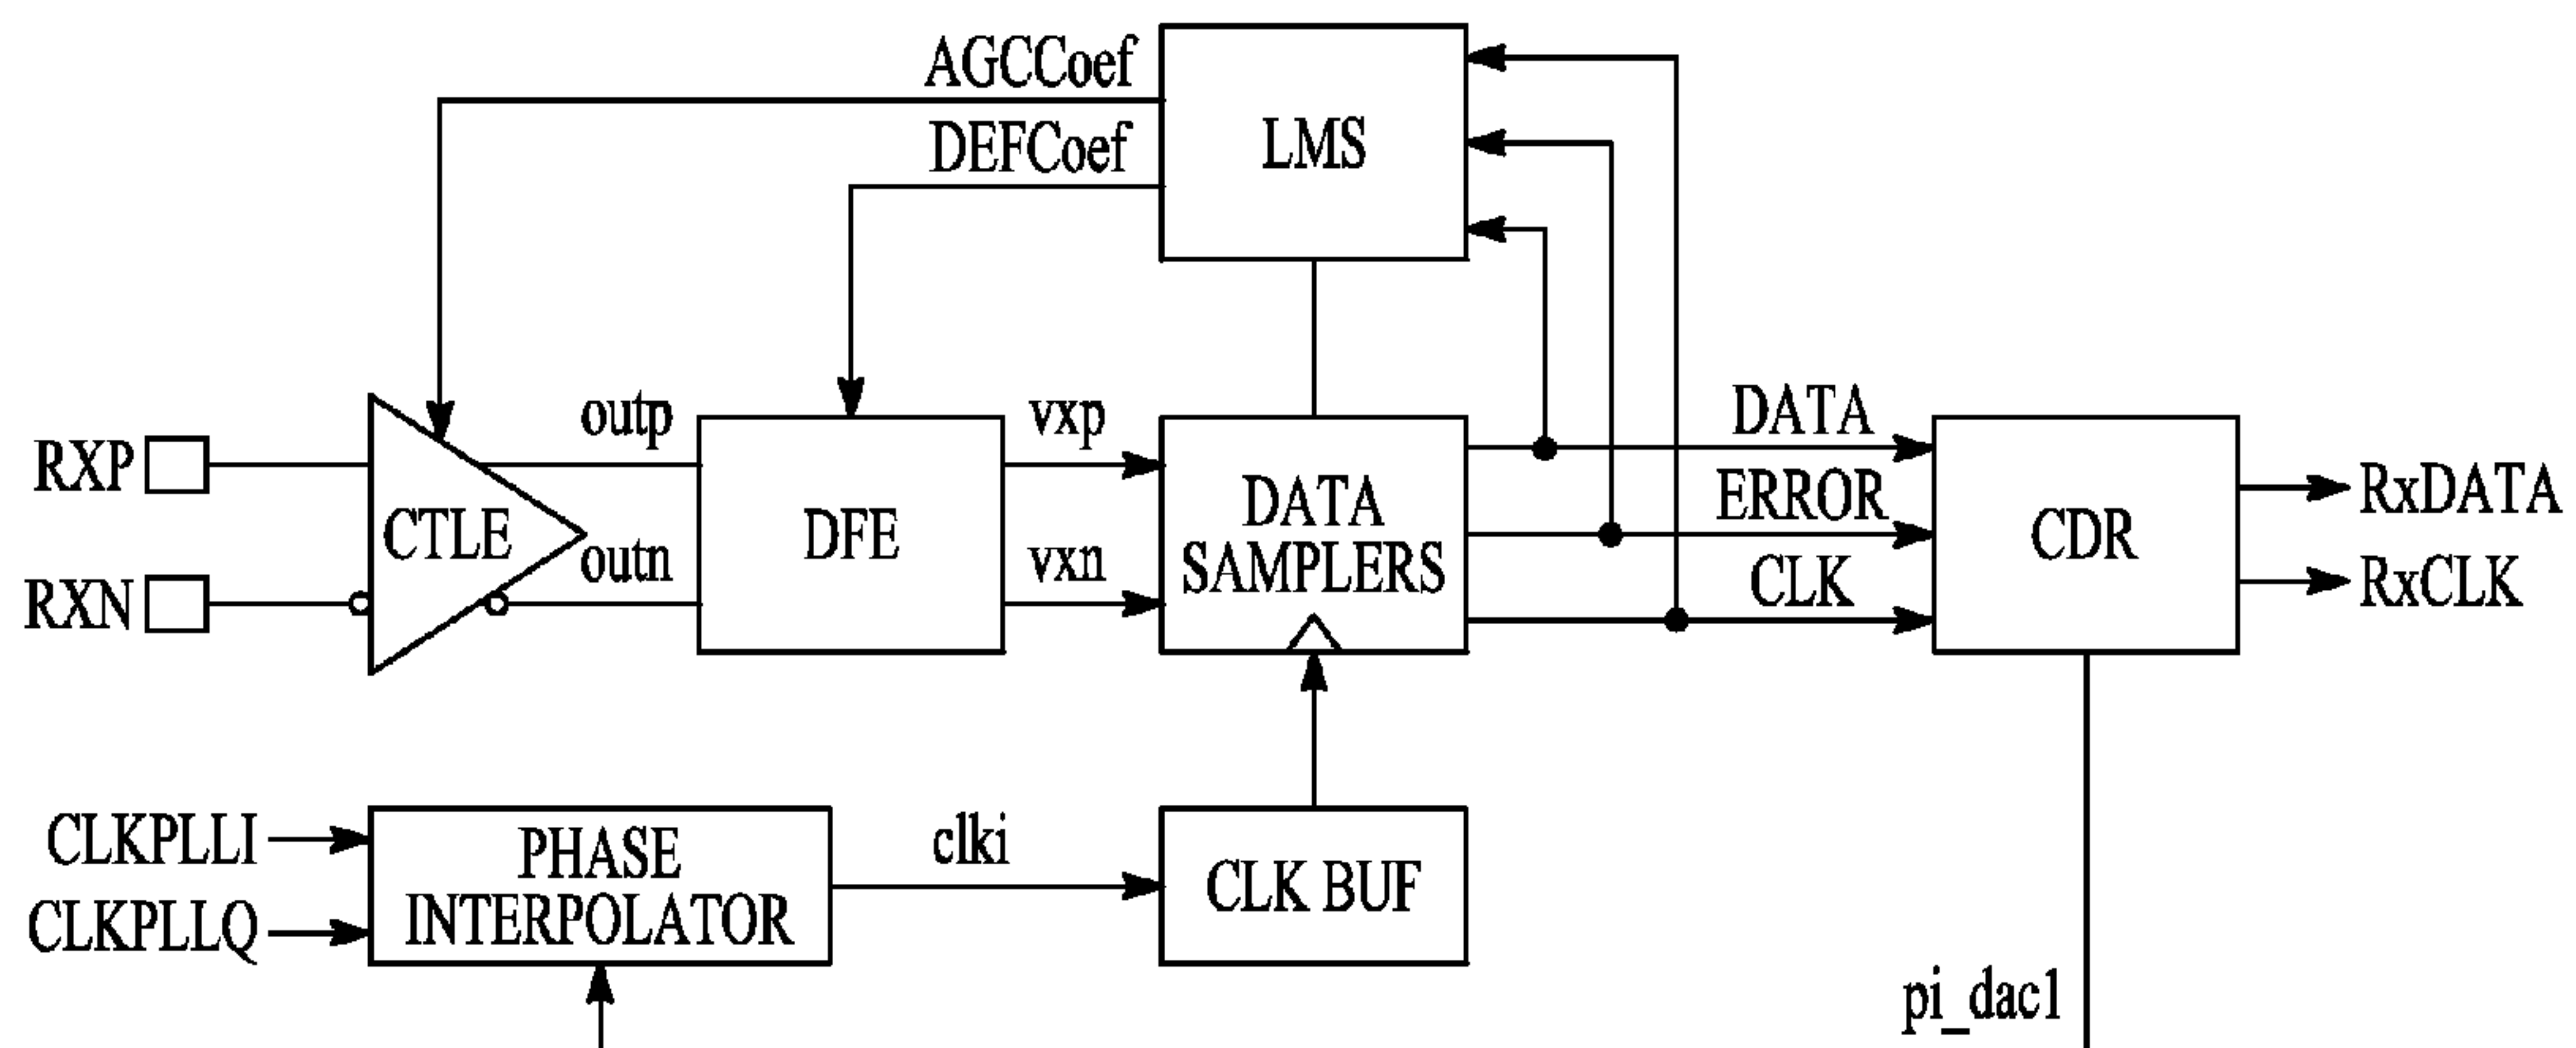 AGCCoef
DEFCoef
LMS
RXP
RXN
CTLE
outp
outn
DFE
vxp
vxn
DATA
SAMPLERS
DATA
ERROR
CLK
CDR
RxDATA
RxCLK
CLKPLLI
CLKPLLQ
PHASE
INTERPOLATOR
clki
CLK BUF
pi_dac1